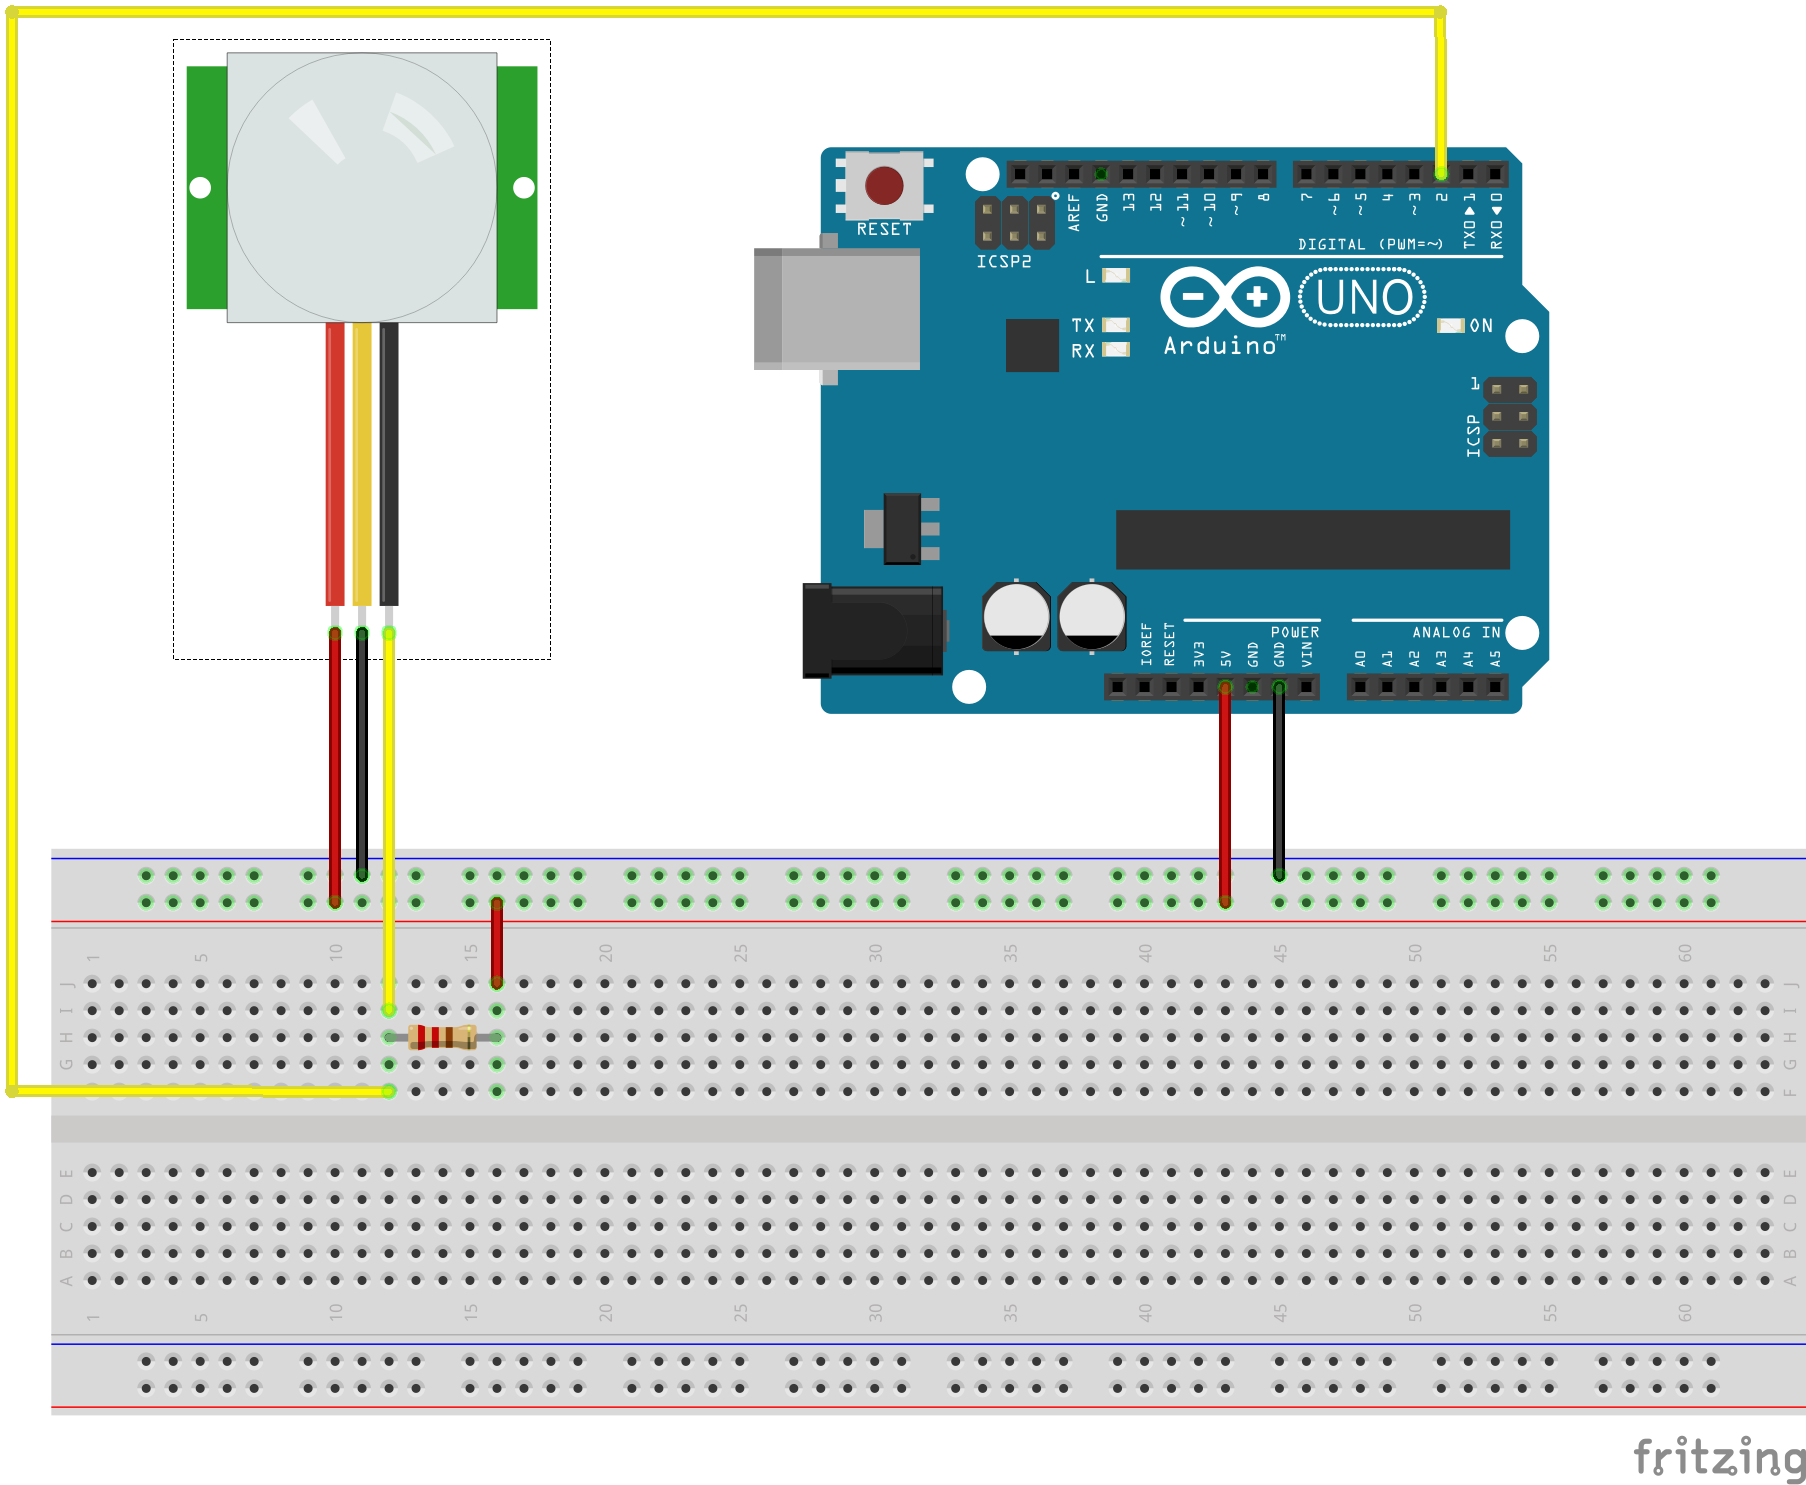 RESET
ICSP2
AREF
GND
13
12
~11
~10
~9
8
7
~6
~5
4
~3
2
TX0▶1
RX0◀0
DIGITAL (PWM=~)
L
TX
RX
Arduino™
UNO
ON
1
ICSP
IOREF
RESET
3V3
5V
GND
GND
VIN
POWER
ANALOG IN
A0
A1
A2
A3
A4
A5
1 5 10 15 20 25 30 35 40 45 50 55 60
J J
I I
H H
G G
F F
E E
D D
C C
B B
A A
1 5 10 15 20 25 30 35 40 45 50 55 60
fritzing